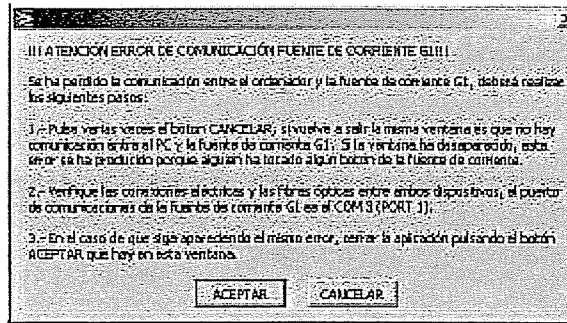 !!! ATENCION ERROR DE COMUNICACIÓN FUENTE DE CORRIENTE G1!!!
Se ha perdido la comunicación entre el ordenador y la fuente de corriente G1, deberá realizar
los siguientes pasos:
1.- Pulse varias veces el botón CANCELAR, si vuelve a salir la misma ventana es que no hay
comunicación entre al PC y la fuente de corriente G1. Si la ventana ha desaparecido, este
error se ha producido porque alguien ha tocado algún botón de la fuente de corriente.
2.- Verifique las conexiones eléctricas y las fibras ópticas entre ambos dispositivos, el puerto
de comunicaciones de la fuente de corriente G1 es el COM 3 (PORT 1).
3.- En el caso de que siga apareciendo el mismo error, cerrar la aplicación pulsando el botón
ACEPTAR que hay en esta ventana.
ACEPTAR CANCELAR